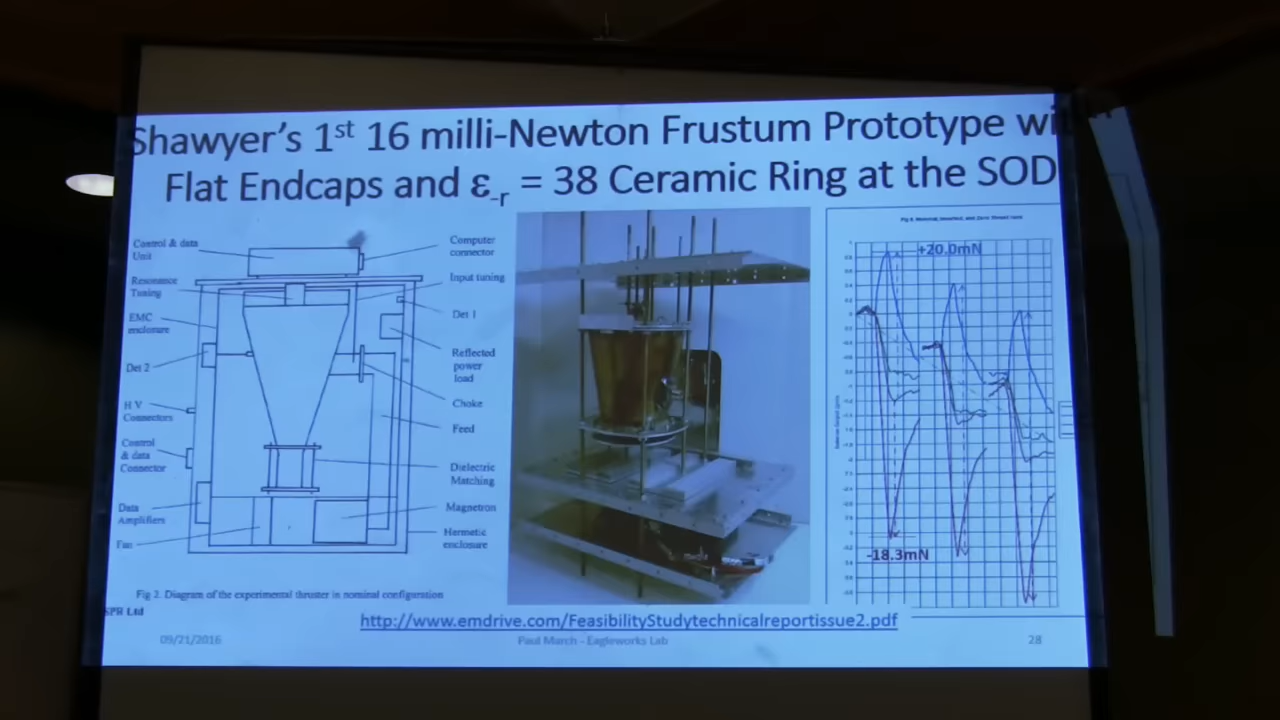 Shawyer's 1st 16 milli-Newton Frustum Prototype wi
Flat Endcaps and ε-r = 38 Ceramic Ring at the SOD
Control & data
Unit
Resonance
Tuning
EMC
enclosure
Det 2
H V
Connectors
Control
& data
Connector
Data
Amplifiers
Fan
Computer
connector
Input tuning
Det 1
Reflected
power
load
Choke
Feed
Dielectric
Matching
Magnetron
Hermetic
enclosure
Fig 2. Diagram of the experimental thruster in nominal configuration
SPR Ltd
+20.0mN
-18.3mN
http://www.emdrive.com/FeasibilityStudytechnicalreportissue2.pdf
09/21/2016
Paul March - Eagleworks Lab
28